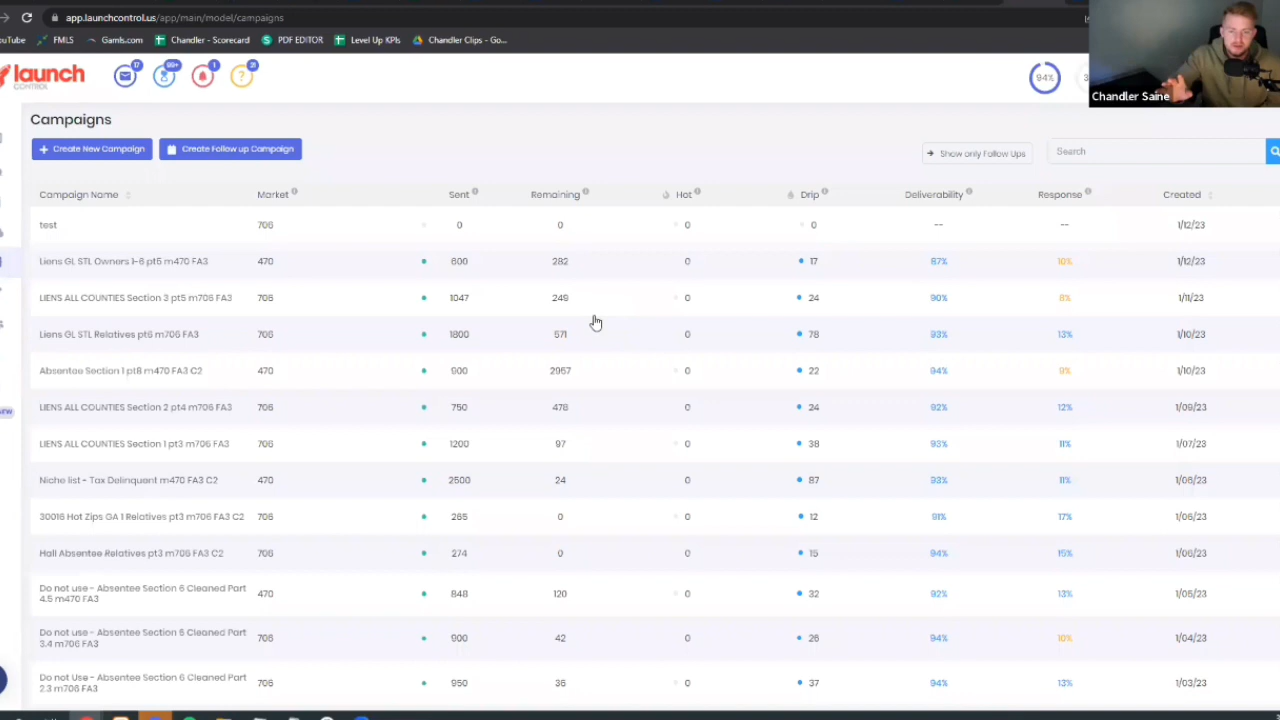 app.launchcontrol.us/app/main/model/campaigns
uTube FMLS Gamls.com Chandler - Scorecard PDF EDITOR Level Up KPIs Chandler Clips - Go...
launch
CONTROL
17 99+ 1 21
94%
Chandler Saine
Campaigns
+ Create New Campaign Create Follow up Campaign
Show only Follow Ups Search
Campaign Name Market Sent Remaining Hot Drip Deliverability Response Created
test 706 0 0 0 0 -- -- 1/12/23
Liens GL STL Owners 1-6 pt5 m470 FA3 470 600 282 0 17 87% 10% 1/12/23
LIENS ALL COUNTIES Section 3 pt5 m706 FA3 706 1047 249 0 24 90% 8% 1/11/23
Liens GL STL Relatives pt6 m706 FA3 706 1800 571 0 78 93% 13% 1/10/23
Absentee Section 1 pt8 m470 FA3 C2 470 900 2957 0 22 94% 9% 1/10/23
LIENS ALL COUNTIES Section 2 pt4 m706 FA3 706 750 478 0 24 92% 12% 1/09/23
LIENS ALL COUNTIES Section 1 pt3 m706 FA3 706 1200 97 0 38 93% 11% 1/07/23
Niche list - Tax Delinquent m470 FA3 C2 470 2500 24 0 87 93% 11% 1/06/23
30016 Hot Zips GA 1 Relatives pt3 m706 FA3 C2 706 265 0 0 12 91% 17% 1/06/23
Hall Absentee Relatives pt3 m706 FA3 C2 706 274 0 0 15 94% 15% 1/06/23
Do not use - Absentee Section 6 Cleaned Part
4.5 m470 FA3 470 848 120 0 32 92% 13% 1/05/23
Do not use - Absentee Section 6 Cleaned Part
3.4 m706 FA3 706 900 42 0 26 94% 10% 1/04/23
Do not Use - Absentee Section 6 Cleaned Part
2.3 m706 FA3 706 950 36 0 37 94% 13% 1/03/23